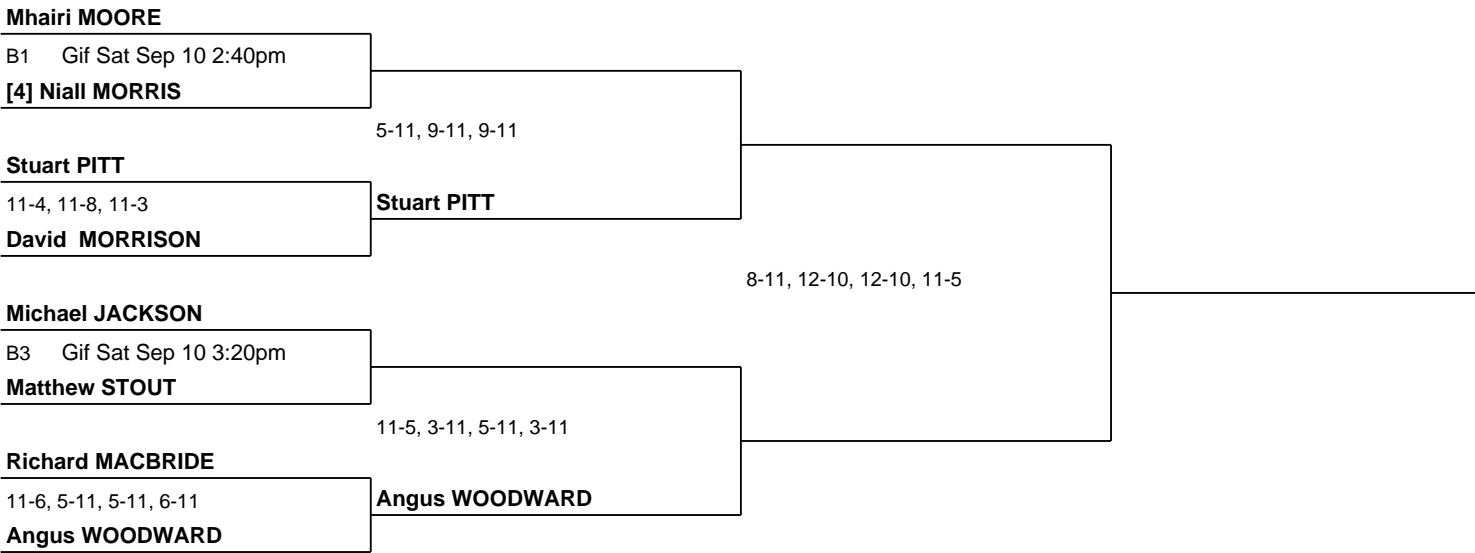 Mhairi MOORE
B1 Gif Sat Sep 10 2:40pm
[4] Niall MORRIS
5-11, 9-11, 9-11
Stuart PITT
11-4, 11-8, 11-3
Stuart PITT
David MORRISON
8-11, 12-10, 12-10, 11-5
Michael JACKSON
B3 Gif Sat Sep 10 3:20pm
Matthew STOUT
11-5, 3-11, 5-11, 3-11
Richard MACBRIDE
11-6, 5-11, 5-11, 6-11
Angus WOODWARD
Angus WOODWARD